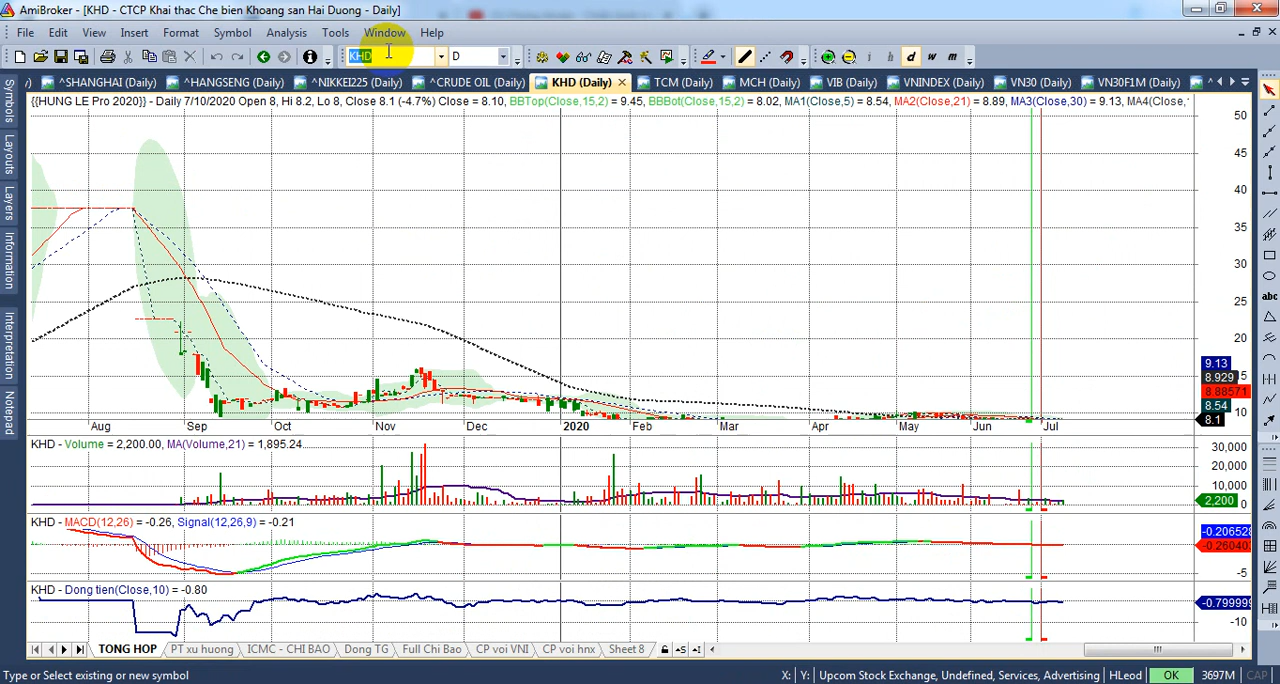 AmiBroker - [KHD - CTCP Khai thac Che bien Khoang san Hai Duong - Daily]
File Edit View Insert Format Symbol Analysis Tools Window Help
KHD D i h d w m
^SHANGHAI (Daily) ^HANGSENG (Daily) ^NIKKEI225 (Daily) ^CRUDE OIL (Daily) KHD (Daily) TCM (Daily) MCH (Daily) VIB (Daily) VNINDEX (Daily) VN30 (Daily) VN30F1M (Daily)
{{HUNG LE Pro 2020}} - Daily 7/10/2020 Open 8, Hi 8.2, Lo 8, Close 8.1 (-4.7%) Close = 8.10, BBTop(Close,15,2) = 9.45, BBBot(Close,15,2) = 8.02, MA1(Close,5) = 8.54, MA2(Close,21) = 8.89, MA3(Close,30) = 9.13, MA4(Close,
Symbols
Layouts
Layers
Information
Interpretation
Notepad
abc
50
45
40
35
30
25
20
15
9.13
8.929
8.88571
8.54
10
8.1
Aug Sep Oct Nov Dec 2020 Feb Mar Apr May Jun Jul
KHD - Volume = 2,200.00, MA(Volume,21) = 1,895.24
30,000
20,000
10,000
2,200
0
KHD - MACD(12,26) = -0.26, Signal(12,26,9) = -0.21
-0.206528
-0.26040
-5
KHD - Dong tien(Close,10) = -0.80
-0.799999
-10
TONG HOP PT xu huong ICMC - CHI BAO Dong TG Full Chi Bao CP voi VNI CP voi hnx Sheet 8
Type or Select existing or new symbol X: Y: Upcom Stock Exchange, Undefined, Services, Advertising HLeod OK 3697M CAP